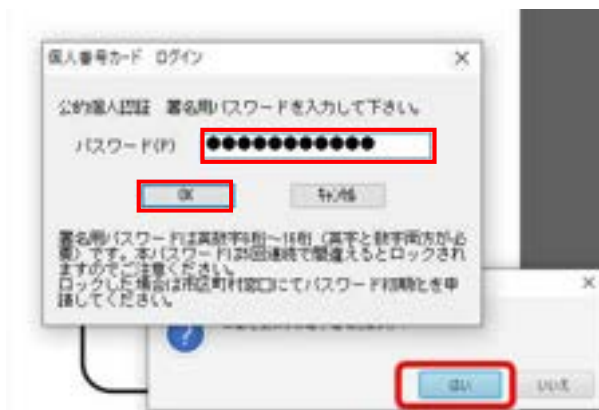 個人番号カード ログイン
公的個人認証 署名用パスワードを入力して下さい。
パスワード(P) ●●●●●●●●●●●
OK キャンセル
署名用パスワードは英数字6桁～16桁（英字と数字両方が必
要）です。本パスワードは5回連続で間違えるとロックされ
ますのでご注意ください。
ロックした場合は市区町村窓口にてパスワード初期化を申
請してください。
?
はい いいえ